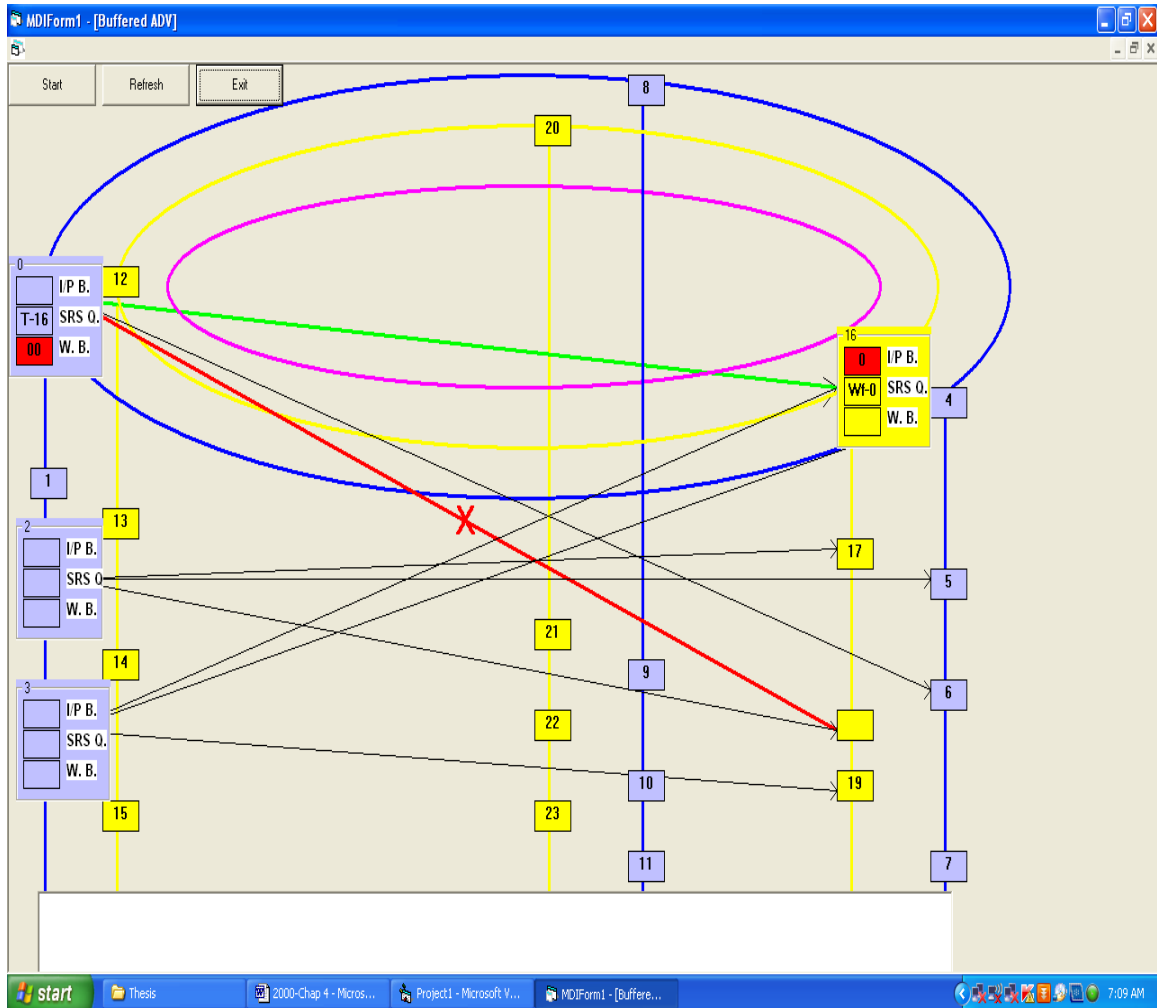 MDIForm1 - [Buffered ADV]
Start Refresh Exit
8
20
0
I/P B.
T-16 SRS Q.
00 W. B.
12
16
0 I/P B.
Wf-0 SRS Q.
W. B.
4
1
13
2
I/P B.
SRS Q
W. B.
17
5
21
14
9
6
3
I/P B.
SRS Q.
W. B.
22
10
19
15
23
11
7
start Thesis 2000-Chap 4 - Micros... Project1 - Microsoft V... MDIForm1 - [Buffere... 7:09 AM